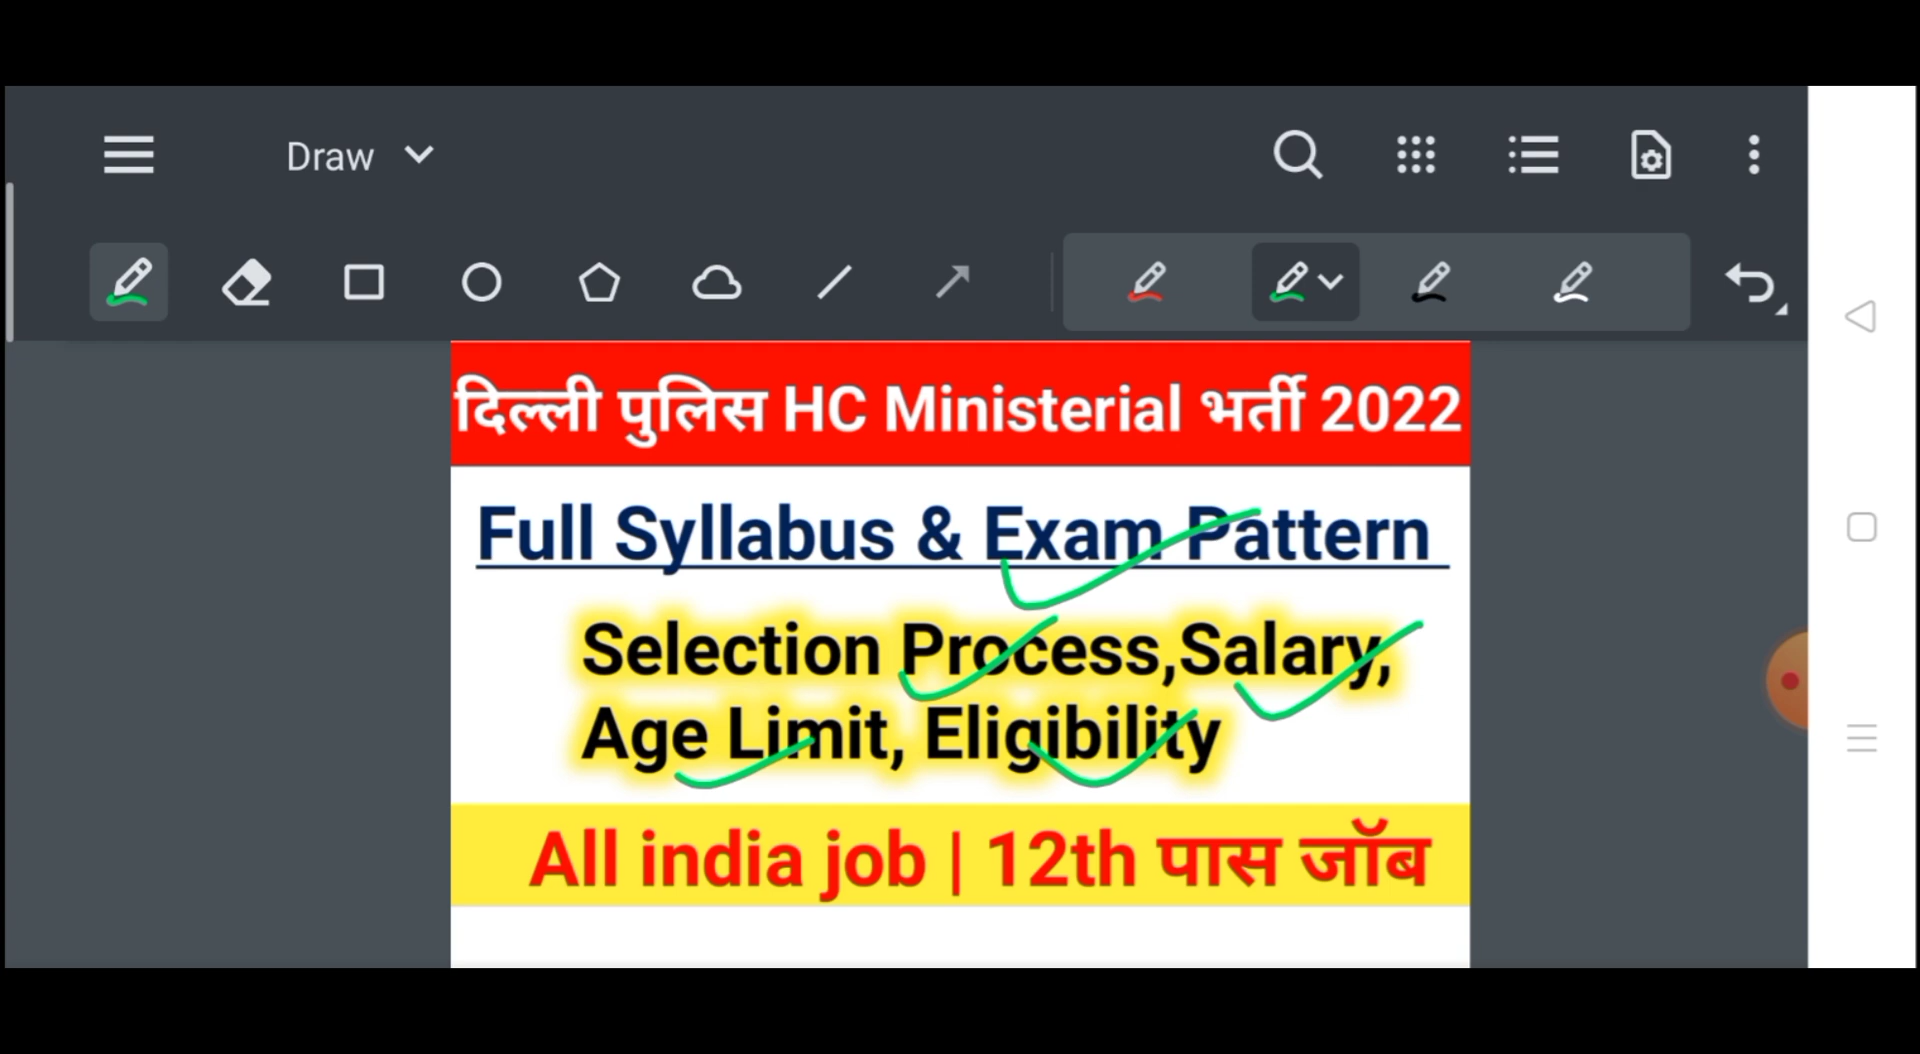 Draw
दिल्ली पुलिस HC Ministerial भर्ती 2022
Full Syllabus & Exam Pattern
Selection Process,Salary,
Age Limit, Eligibility
All india job | 12th पास जॉब